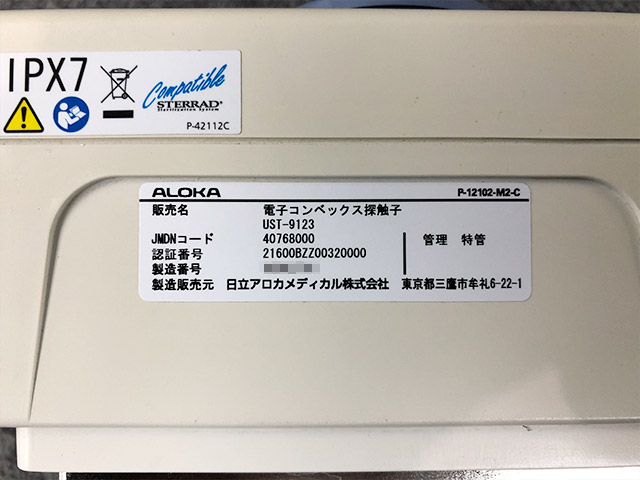 IPX7
Compatible
STERRAD®
Sterilization System
P-42112C
ALOKA P-12102-M2-C
販売名 電子コンベックス探触子
UST-9123
JMDNコード 40768000
認証番号 21600BZZ00320000
管理 特管
製造番号
製造販売元 日立アロカメディカル株式会社 東京都三鷹市牟礼6-22-1